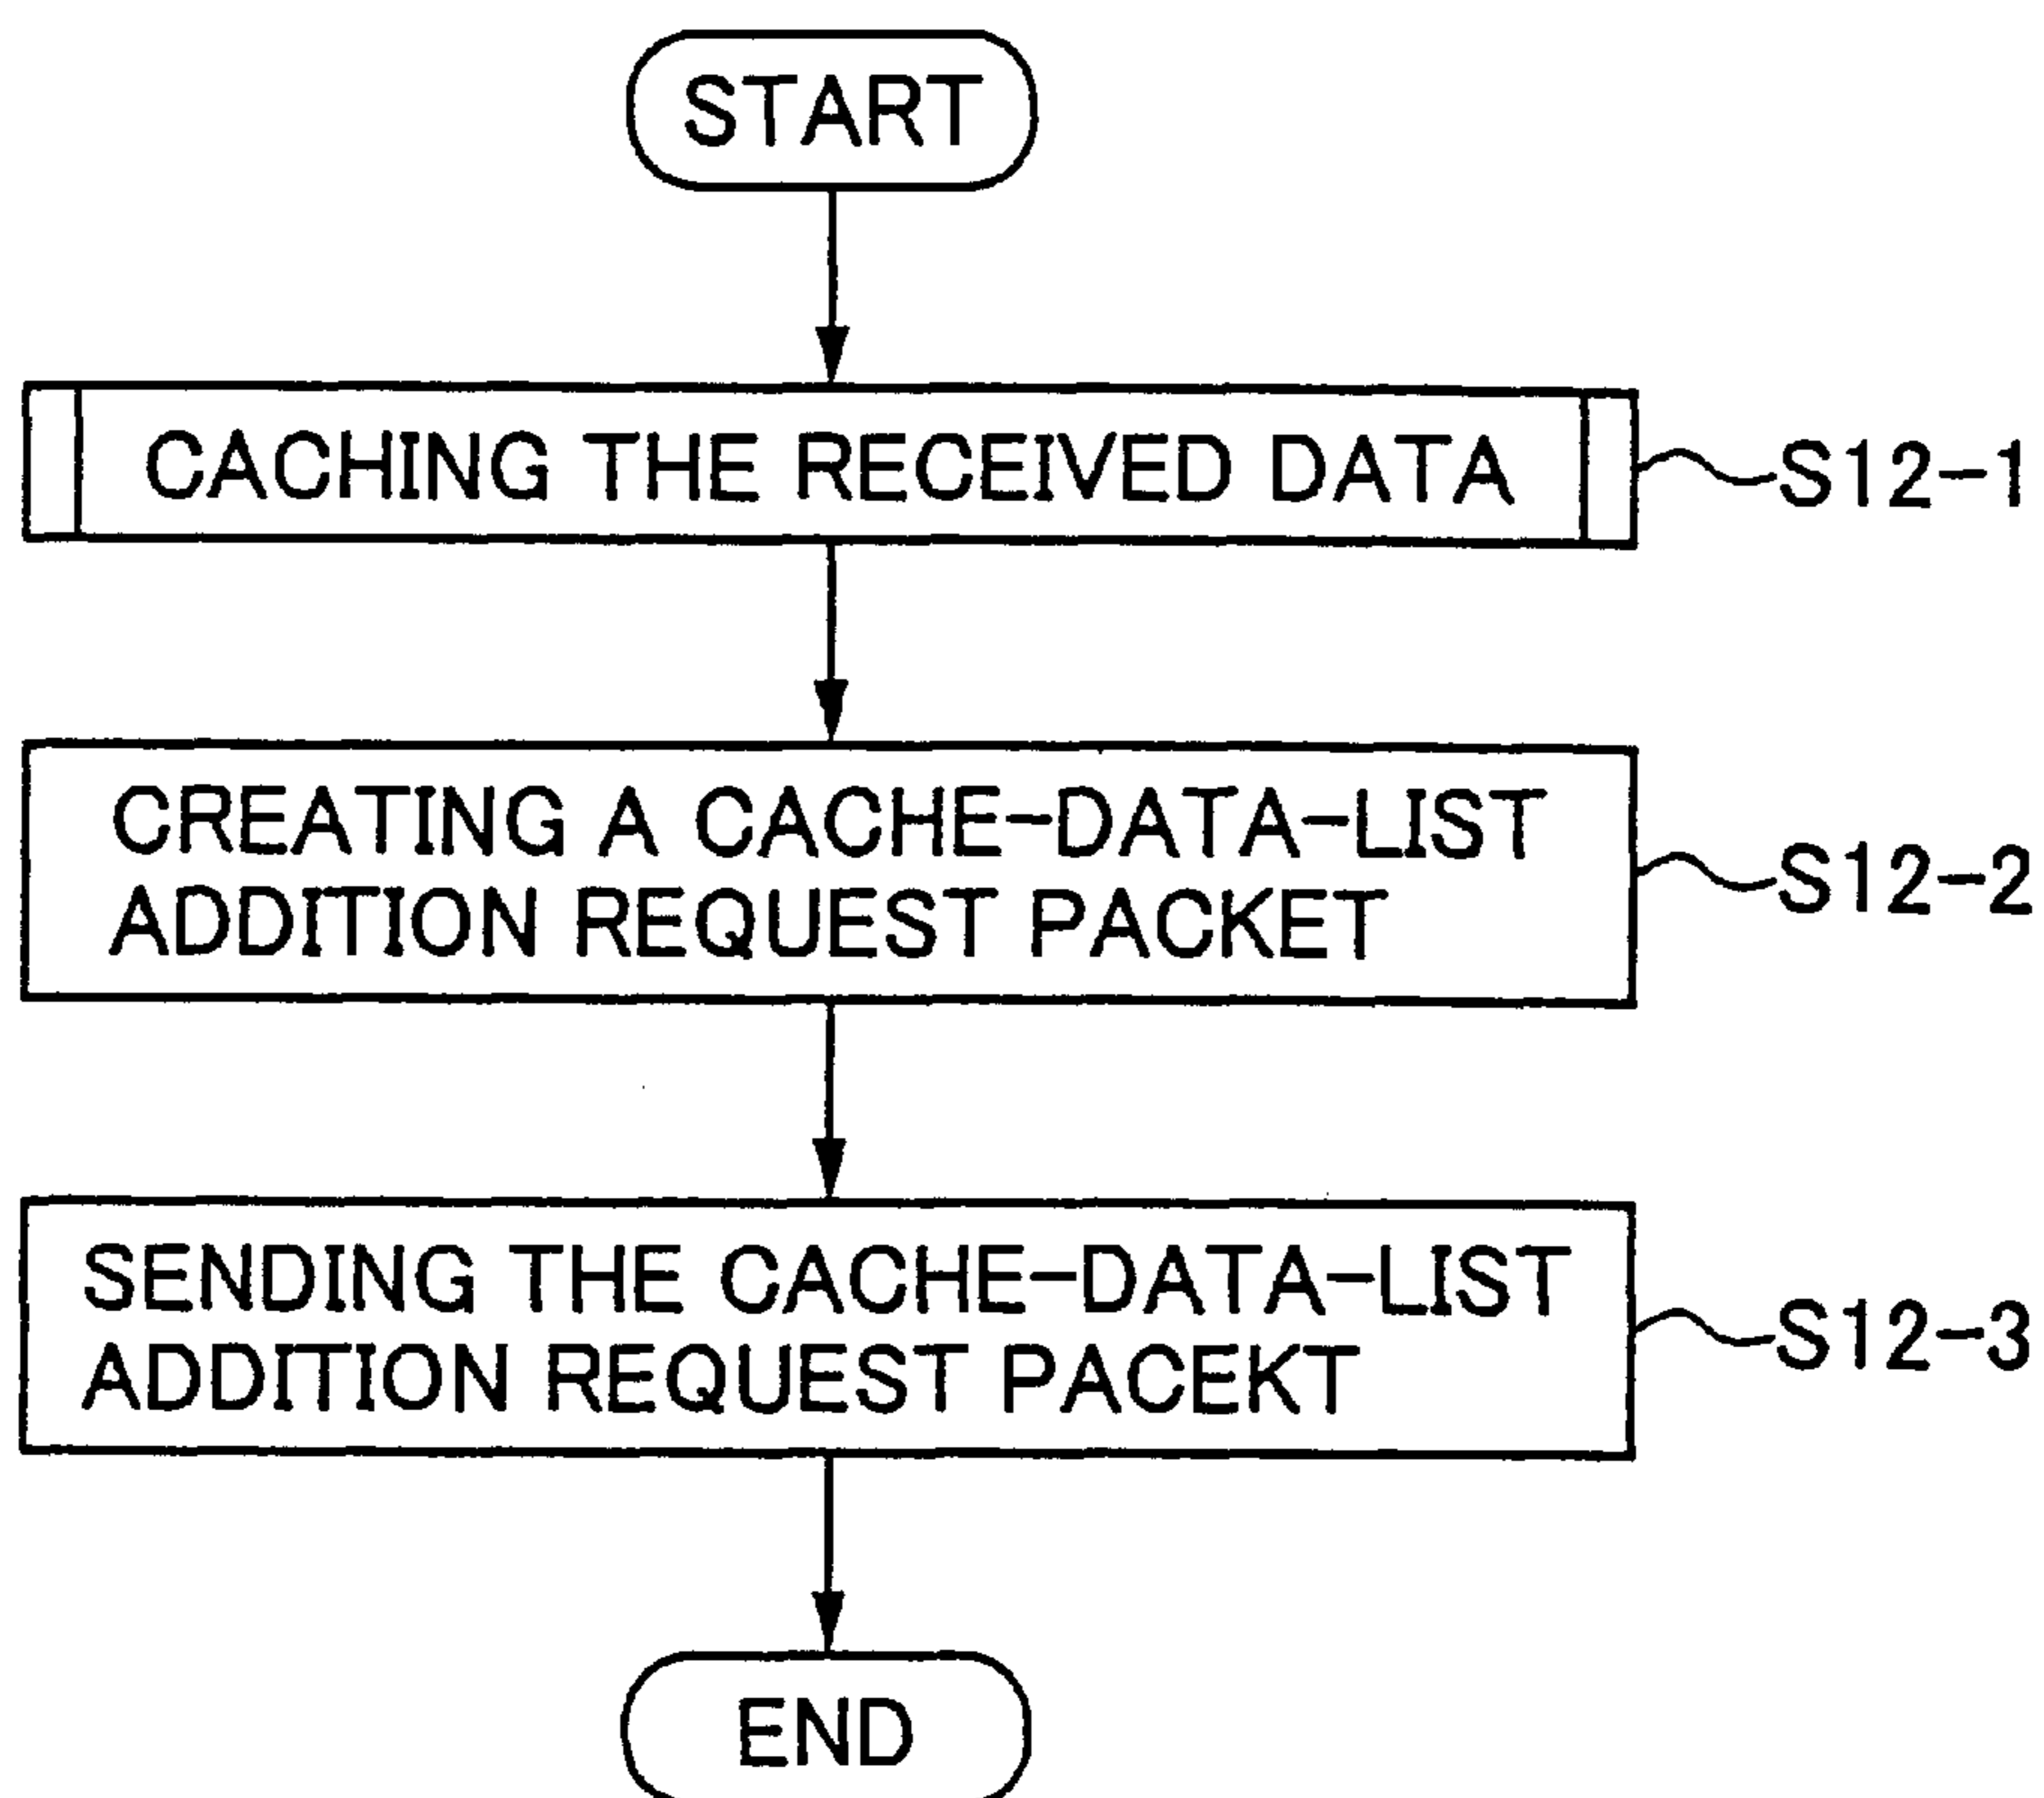 START
CACHING THE RECEIVED DATA
S12-1
CREATING A CACHE-DATA-LIST
ADDITION REQUEST PACKET
S12-2
SENDING THE CACHE-DATA-LIST
ADDITION REQUEST PACEKT
S12-3
END